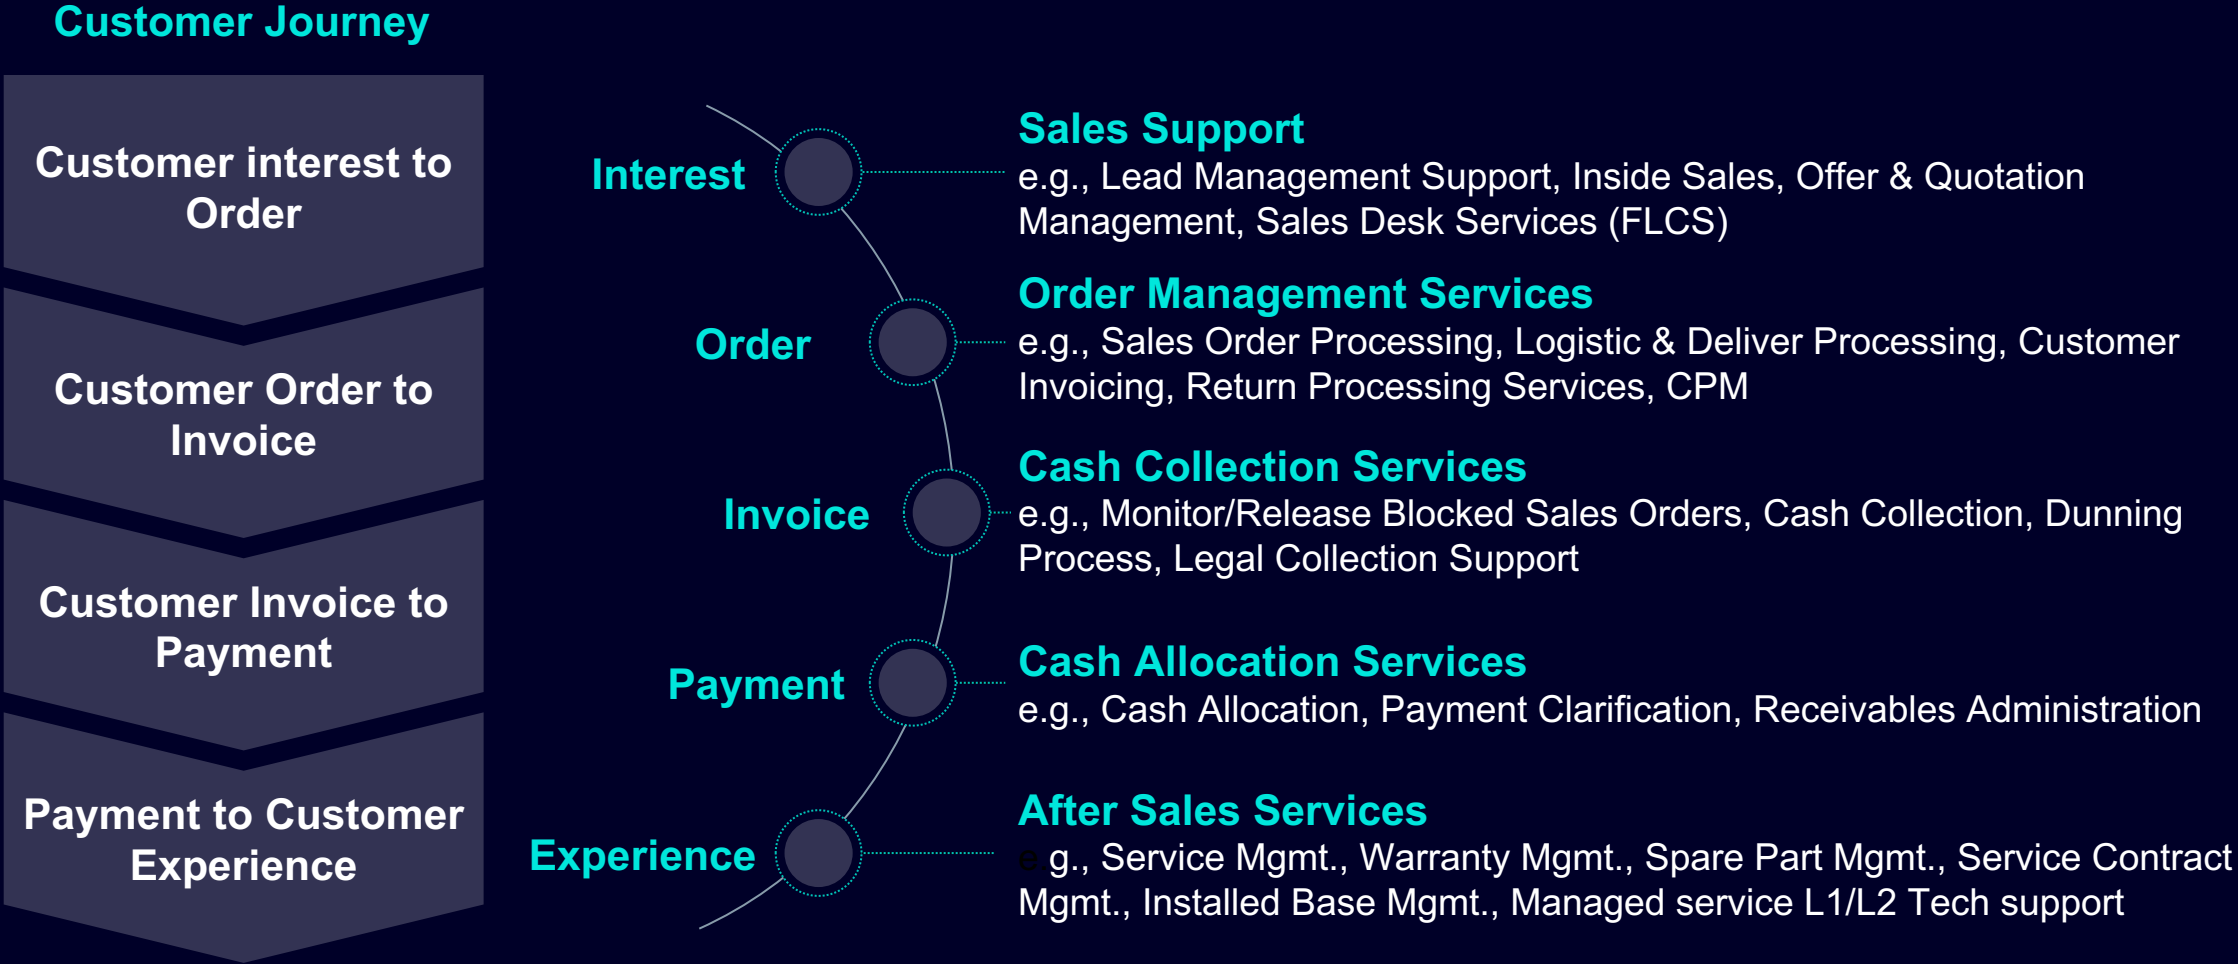 Customer Journey
Customer interest to
Order
Customer Order to
Invoice
Customer Invoice to
Payment
Payment to Customer
Experience
Interest
Sales Support
e.g., Lead Management Support, Inside Sales, Offer & Quotation
Management, Sales Desk Services (FLCS)
Order
Order Management Services
e.g., Sales Order Processing, Logistic & Deliver Processing, Customer
Invoicing, Return Processing Services, CPM
Invoice
Cash Collection Services
e.g., Monitor/Release Blocked Sales Orders, Cash Collection, Dunning
Process, Legal Collection Support
Payment
Cash Allocation Services
e.g., Cash Allocation, Payment Clarification, Receivables Administration
Experience
After Sales Services
e.g., Service Mgmt., Warranty Mgmt., Spare Part Mgmt., Service Contract
Mgmt., Installed Base Mgmt., Managed service L1/L2 Tech support